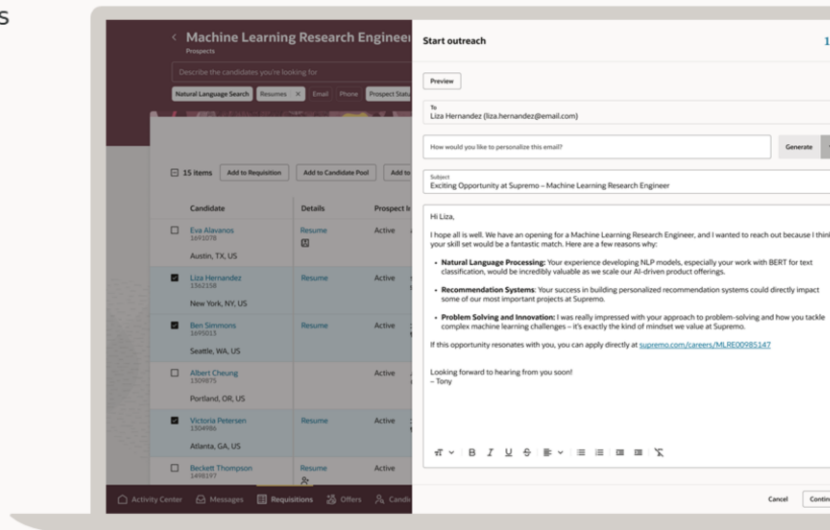 s
Machine Learning Research Engineer
Prospects
Describe the candidates you're looking for
Natural Language Search Resumes × Email Phone Prospect Statu
15 items Add to Requisition Add to Candidate Pool Add to
Candidate Details Prospect
Eva Alavanos Resume Active
1691078
Austin, TX, US
Liza Hernandez Resume Active
1362158
New York, NY, US
Ben Simmons Resume Active
1695013
Seattle, WA, US
Albert Cheung Active
1309875
Portland, OR, US
Victoria Petersen Resume Active
1304986
Atlanta, GA, US
Beckett Thompson Resume Active
1498197
Activity Center Messages Requisitions Offers Candi
Start outreach
1
Preview
To
Liza Hernandez (liza.hernandez@email.com)
How would you like to personalize this email? Generate
Subject
Exciting Opportunity at Supremo – Machine Learning Research Engineer
Hi Liza,
I hope all is well. We have an opening for a Machine Learning Research Engineer, and I wanted to reach out because I thin
your skill set would be a fantastic match. Here are a few reasons why:
• Natural Language Processing: Your experience developing NLP models, especially your work with BERT for text
classification, would be incredibly valuable as we scale our AI-driven product offerings.
• Recommendation Systems: Your success in building personalized recommendation systems could directly impact
some of our most important projects at Supremo.
• Problem Solving and Innovation: I was really impressed with your approach to problem-solving and how you tackle
complex machine learning challenges – it's exactly the kind of mindset we value at Supremo.
If this opportunity resonates with you, you can apply directly at supremo.com/careers/MLRE00985147
Looking forward to hearing from you soon!
– Tony
Cancel Contin